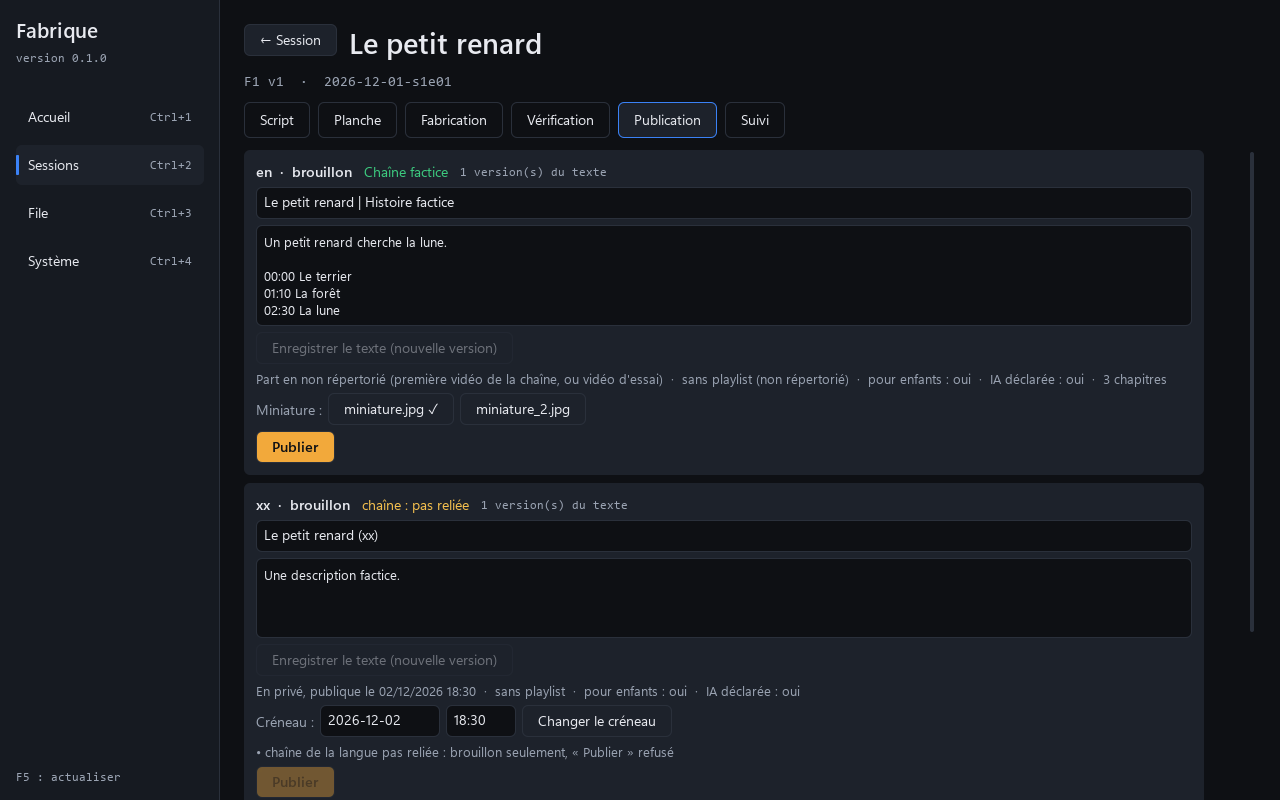 Fabrique
version 0.1.0
Accueil Ctrl+1
Sessions Ctrl+2
File Ctrl+3
Système Ctrl+4
F5 : actualiser
← Session
Le petit renard
F1 v1 · 2026-12-01-s1e01
Script
Planche
Fabrication
Vérification
Publication
Suivi
en · brouillon Chaîne factice 1 version(s) du texte
Le petit renard | Histoire factice
Un petit renard cherche la lune.
00:00 Le terrier
01:10 La forêt
02:30 La lune
Enregistrer le texte (nouvelle version)
Part en non répertorié (première vidéo de la chaîne, ou vidéo d'essai) · sans playlist (non répertorié) · pour enfants : oui · IA déclarée : oui · 3 chapitres
Miniature : miniature.jpg ✓ miniature_2.jpg
Publier
xx · brouillon chaîne : pas reliée 1 version(s) du texte
Le petit renard (xx)
Une description factice.
Enregistrer le texte (nouvelle version)
En privé, publique le 02/12/2026 18:30 · sans playlist · pour enfants : oui · IA déclarée : oui
Créneau : 2026-12-02 18:30 Changer le créneau
• chaîne de la langue pas reliée : brouillon seulement, « Publier » refusé
Publier